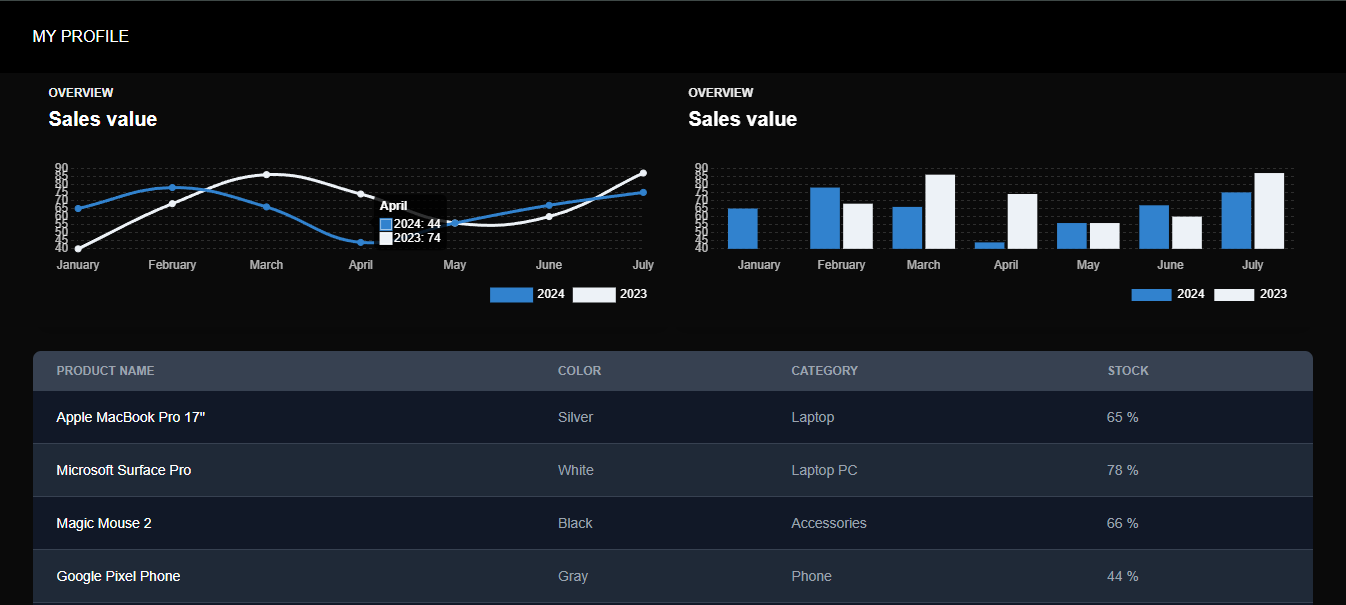 MY PROFILE
OVERVIEW
Sales value
90
85
80
75
70
65
60
55
50
45
40
January February March April May June July
April
2024: 44
2023: 74
2024 2023
OVERVIEW
Sales value
90
85
80
75
70
65
60
55
50
45
40
January February March April May June July
2024 2023
PRODUCT NAME COLOR CATEGORY STOCK
Apple MacBook Pro 17" Silver Laptop 65 %
Microsoft Surface Pro White Laptop PC 78 %
Magic Mouse 2 Black Accessories 66 %
Google Pixel Phone Gray Phone 44 %